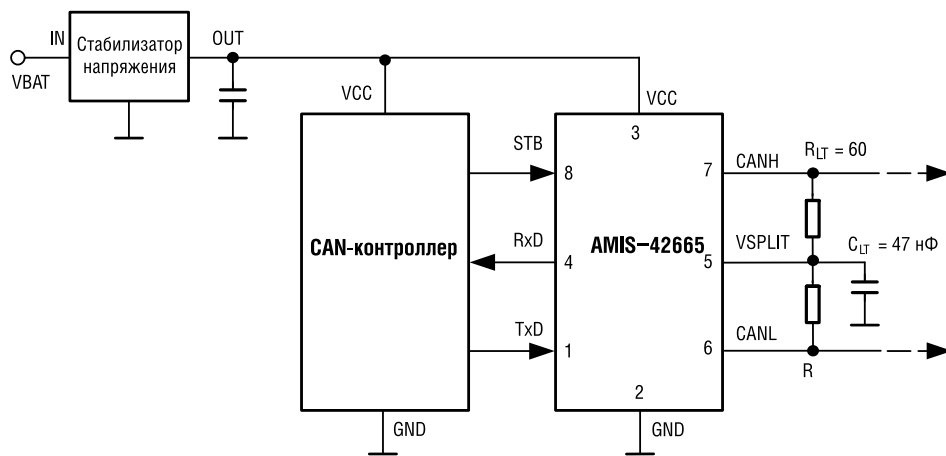 IN
Стабилизатор
напряжения
OUT
VBAT
VCC
VCC
3
STB
8
7
CANH
R_LT = 60
CAN-контроллер
RxD
4
AMIS–42665
5
VSPLIT
C_LT = 47 нФ
TxD
1
6
CANL
R
2
GND
GND